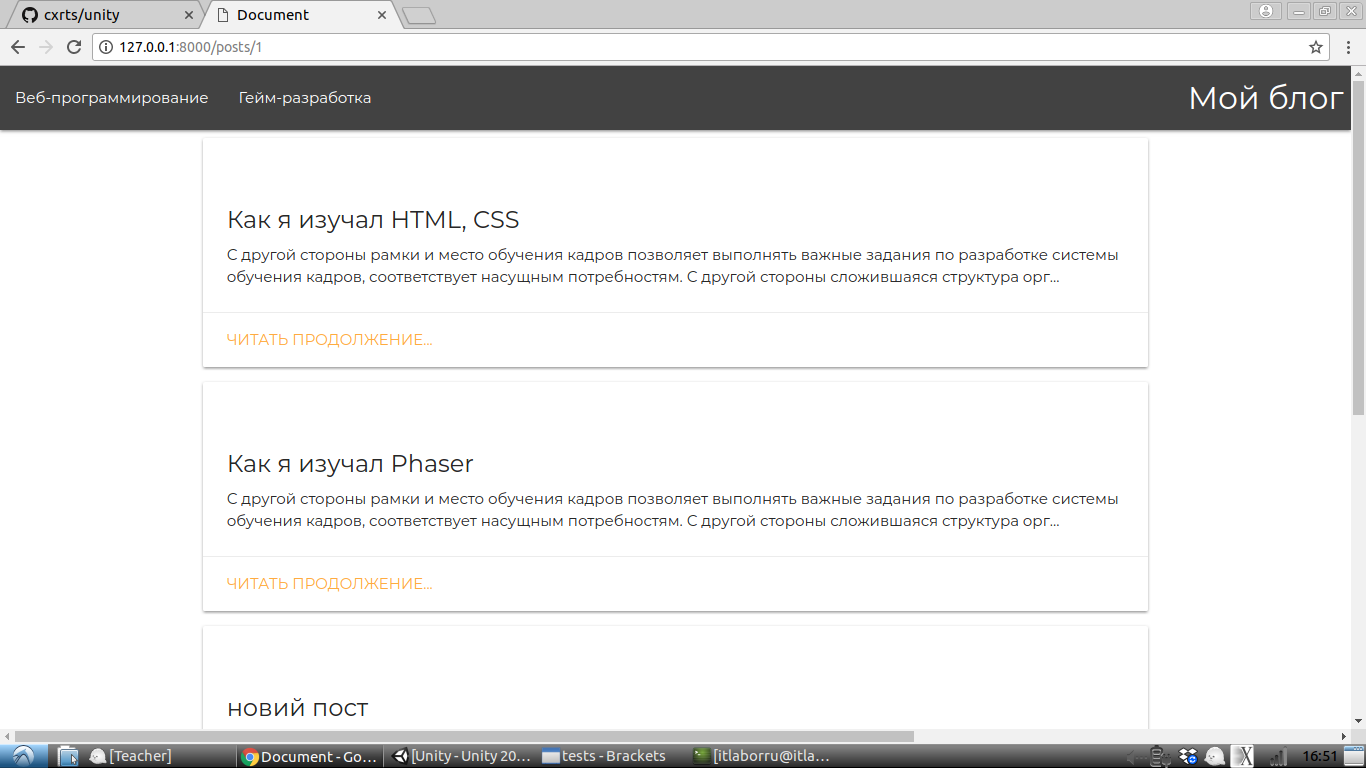 cxrts/unity
Document
127.0.0.1:8000/posts/1
Веб-программирование
Гейм-разработка
Мой блог
Как я изучал HTML, CSS
С другой стороны рамки и место обучения кадров позволяет выполнять важные задания по разработке системы
обучения кадров, соответствует насущным потребностям. С другой стороны сложившаяся структура орг...
ЧИТАТЬ ПРОДОЛЖЕНИЕ...
Как я изучал Phaser
С другой стороны рамки и место обучения кадров позволяет выполнять важные задания по разработке системы
обучения кадров, соответствует насущным потребностям. С другой стороны сложившаяся структура орг...
ЧИТАТЬ ПРОДОЛЖЕНИЕ...
новий пост
[Teacher]
Document - Go...
[Unity - Unity 20...
tests - Brackets
[itlaborru@itla...
16:51